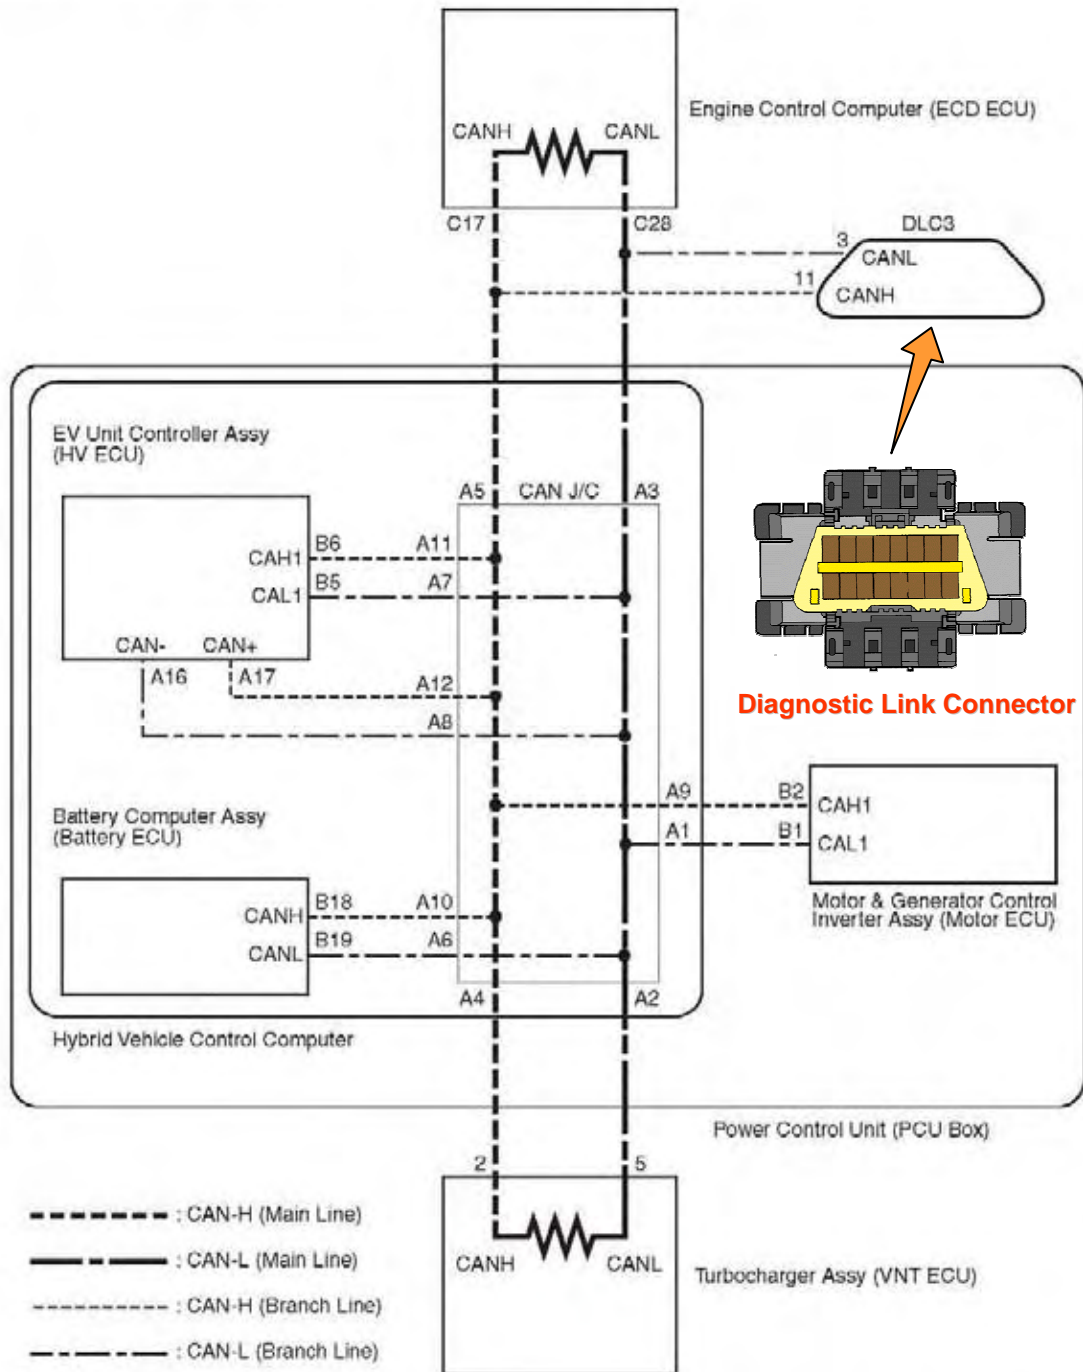 Engine Control Computer (ECD ECU)
CANH
CANL
C17
C28
DLC3
3
CANL
11
CANH
EV Unit Controller Assy
(HV ECU)
A5
CAN J/C
A3
CAH1
B6
A11
CAL1
B5
A7
CAN-
CAN+
A16
A17
A12
A8
Diagnostic Link Connector
A9
B2
CAH1
A1
B1
CAL1
Battery Computer Assy
(Battery ECU)
Motor & Generator Control
Inverter Assy (Motor ECU)
CANH
B18
A10
CANL
B19
A6
A4
A2
Hybrid Vehicle Control Computer
Power Control Unit (PCU Box)
2
5
CANH
CANL
Turbocharger Assy (VNT ECU)
: CAN-H (Main Line)
: CAN-L (Main Line)
: CAN-H (Branch Line)
: CAN-L (Branch Line)